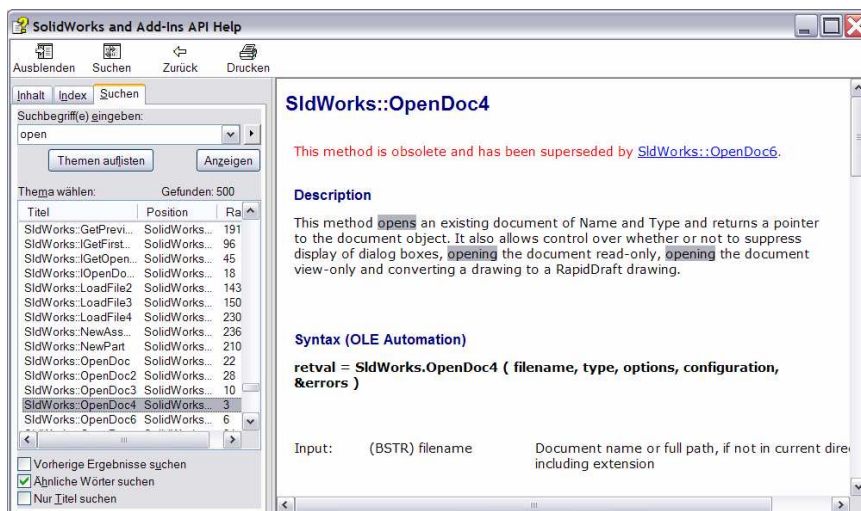 SolidWorks and Add-Ins API Help
Ausblenden Suchen Zurück Drucken
Inhalt Index Suchen
Suchbegriff(e) eingeben:
open
Themen auflisten Anzeigen
Thema wählen: Gefunden: 500
Titel Position Ra
SldWorks::GetPrevi... SolidWorks... 191
SldWorks::IGetFirst... SolidWorks... 96
SldWorks::IGetOpen... SolidWorks... 45
SldWorks::IOpenDo... SolidWorks... 18
SldWorks::LoadFile2 SolidWorks... 143
SldWorks::LoadFile3 SolidWorks... 150
SldWorks::LoadFile4 SolidWorks... 230
SldWorks::NewAss... SolidWorks... 236
SldWorks::NewPart SolidWorks... 210
SldWorks::OpenDoc SolidWorks... 22
SldWorks::OpenDoc2 SolidWorks... 28
SldWorks::OpenDoc3 SolidWorks... 10
SldWorks::OpenDoc4 SolidWorks... 3
SldWorks::OpenDoc6 SolidWorks... 6
Vorherige Ergebnisse suchen
Ähnliche Wörter suchen
Nur Titel suchen
SldWorks::OpenDoc4
This method is obsolete and has been superseded by SldWorks::OpenDoc6.
Description
This method opens an existing document of Name and Type and returns a pointer
to the document object. It also allows control over whether or not to suppress
display of dialog boxes, opening the document read-only, opening the document
view-only and converting a drawing to a RapidDraft drawing.
Syntax (OLE Automation)
retval = SldWorks.OpenDoc4 ( filename, type, options, configuration,
&errors )
Input: (BSTR) filename Document name or full path, if not in current dire
including extension